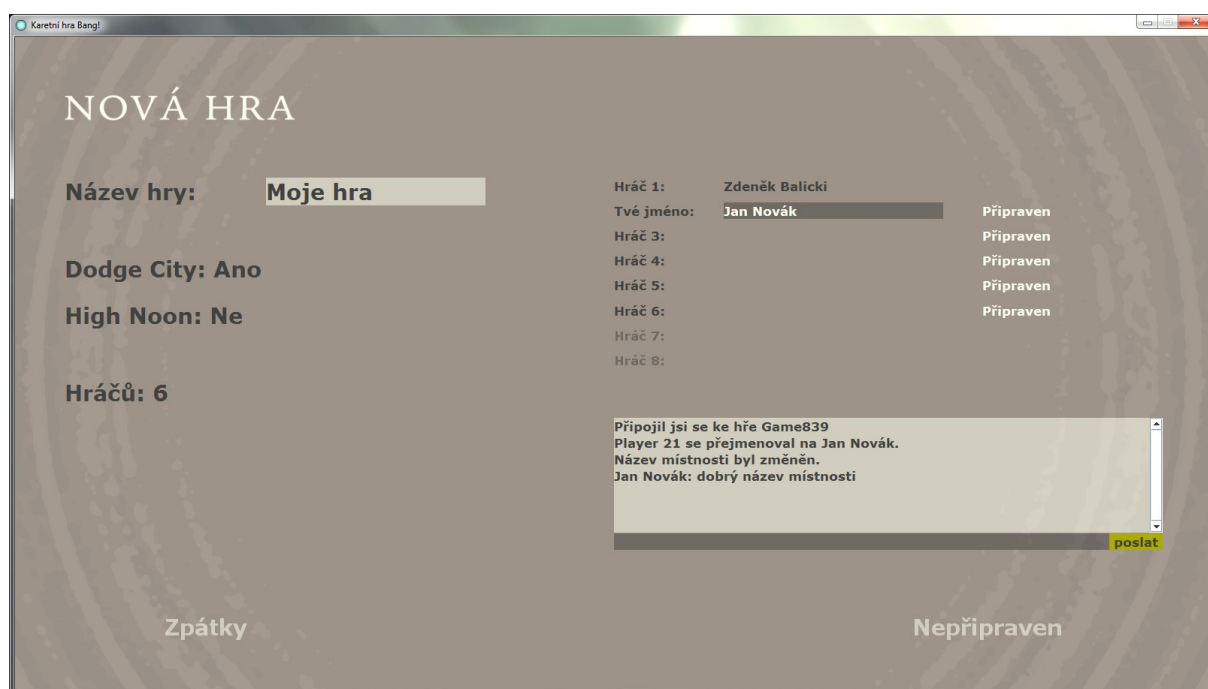 Karetní hra Bang!
NOVÁ HRA
Název hry: Moje hra
Dodge City: Ano
High Noon: Ne
Hráčů: 6
Hráč 1: Zdeněk Balicki
Tvé jméno: Jan Novák Připraven
Hráč 3: Připraven
Hráč 4: Připraven
Hráč 5: Připraven
Hráč 6: Připraven
Hráč 7:
Hráč 8:
Připojil jsi se ke hře Game839
Player 21 se přejmenoval na Jan Novák.
Název místnosti byl změněn.
Jan Novák: dobrý název místnosti
poslat
Zpátky Nepřipraven